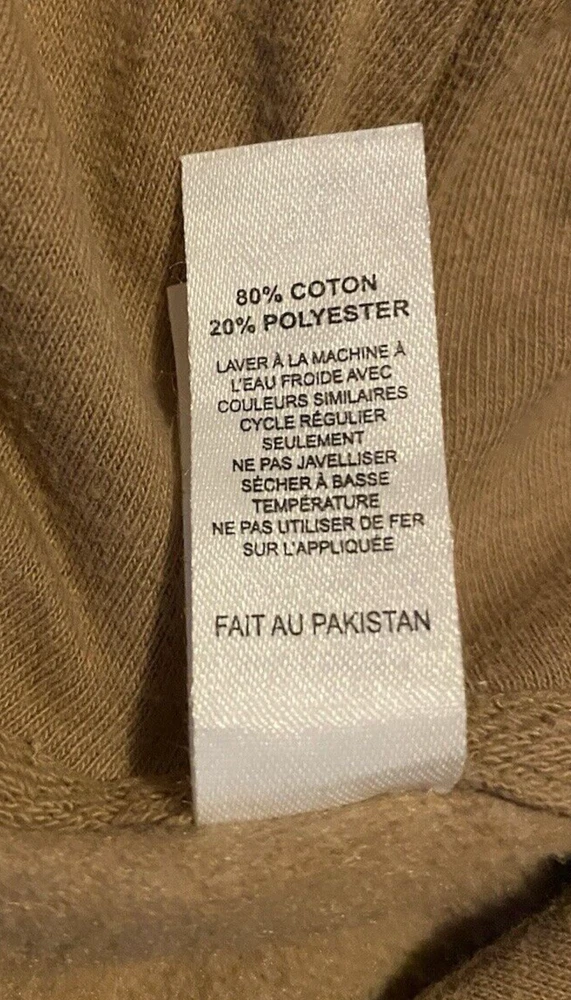 80% COTON
20% POLYESTER
LAVER À LA MACHINE À
L'EAU FROIDE AVEC
COULEURS SIMILAIRES
CYCLE RÉGULIER
SEULEMENT
NE PAS JAVELLISER
SÉCHER À BASSE
TEMPÉRATURE
NE PAS UTILISER DE FER
SUR L'APPLIQUÉE
FAIT AU PAKISTAN